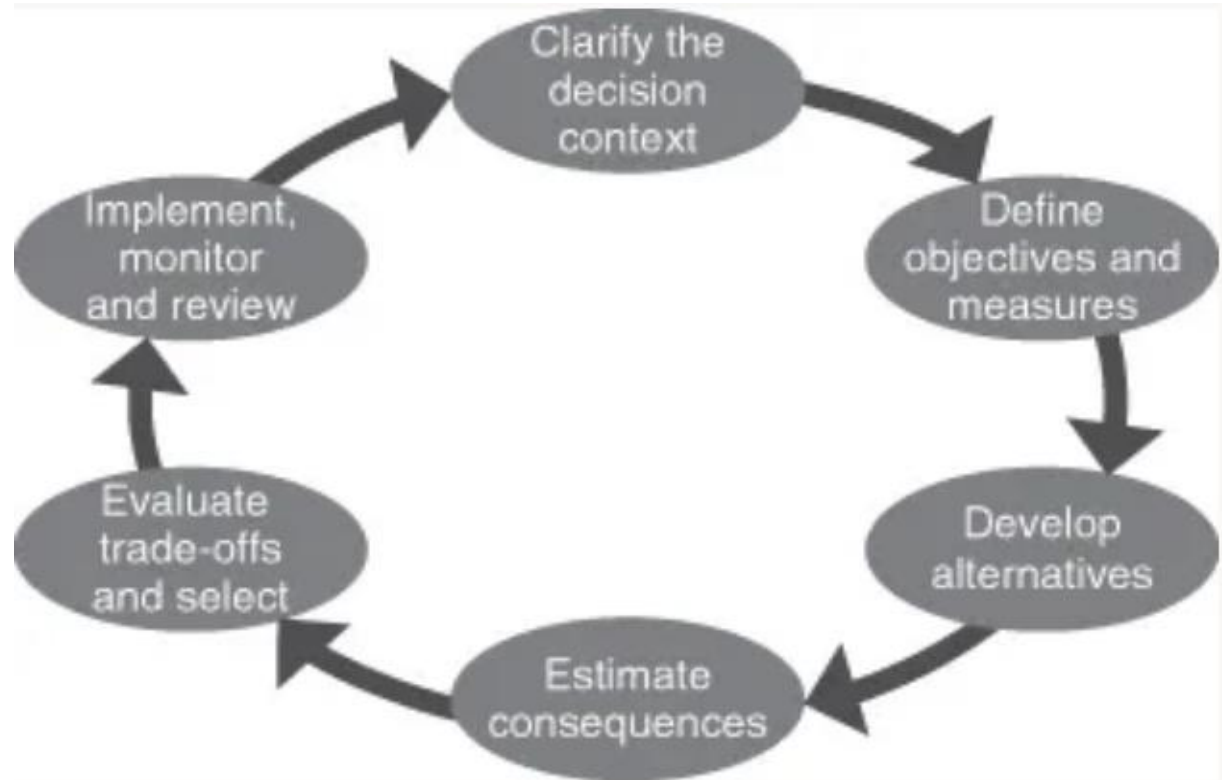 Clarify the
decision
context
Define
objectives and
measures
Develop
alternatives
Estimate
consequences
Evaluate
trade-offs
and select
Implement,
monitor
and review